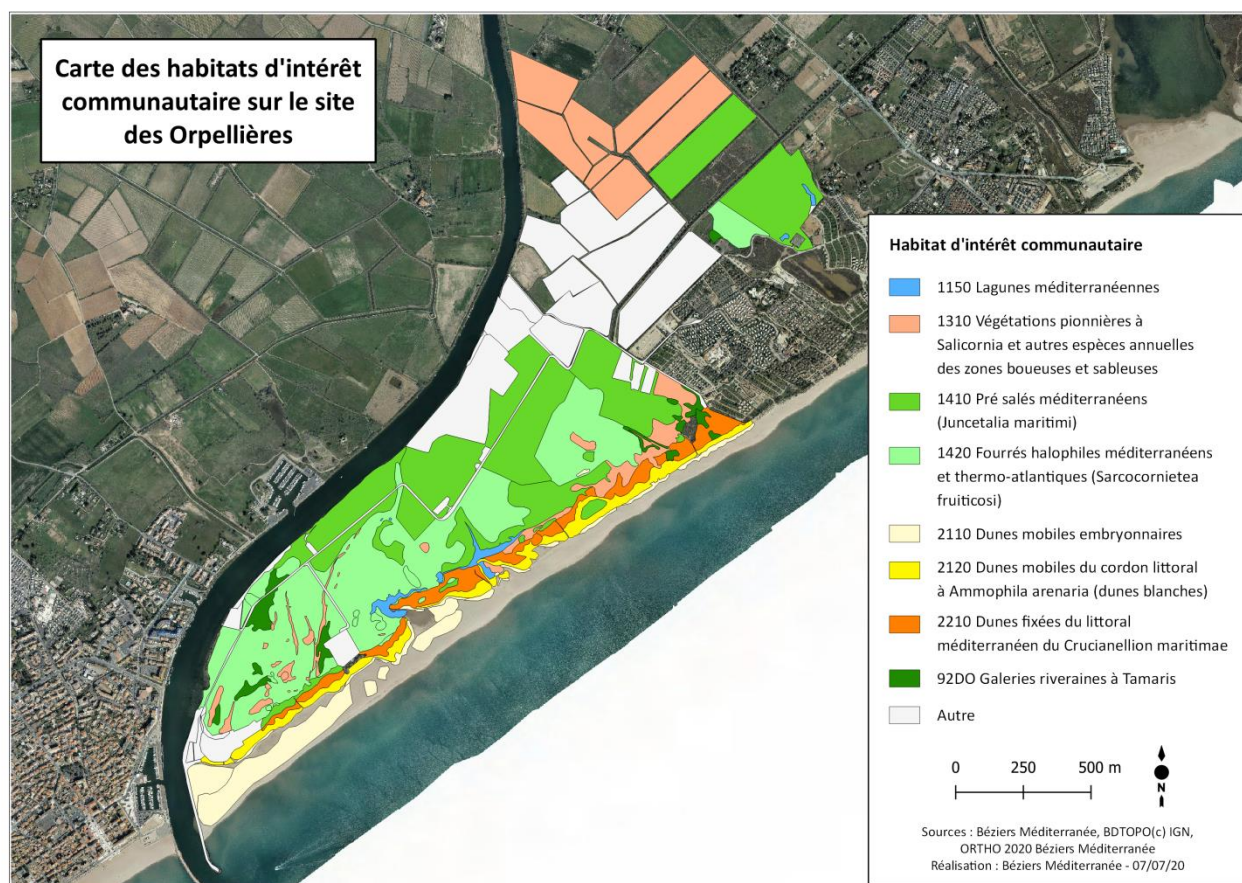 Carte des habitats d'intérêt
communautaire sur le site
des Orpellières
Habitat d'intérêt communautaire
1150 Lagunes méditerranéennes
1310 Végétations pionnières à
Salicornia et autres espèces annuelles
des zones boueuses et sableuses
1410 Pré salés méditerranéens
(Juncetalia maritimi)
1420 Fourrés halophiles méditerranéens
et thermo-atlantiques (Sarcocornietea
fruiticosi)
2110 Dunes mobiles embryonnaires
2120 Dunes mobiles du cordon littoral
à Ammophila arenaria (dunes blanches)
2210 Dunes fixées du littoral
méditerranéen du Crucianellion maritimae
92DO Galeries riveraines à Tamaris
Autre
0 250 500 m
N
Sources : Béziers Méditerranée, BDTOPO(c) IGN,
ORTHO 2020 Béziers Méditerranée
Réalisation : Béziers Méditerranée - 07/07/20